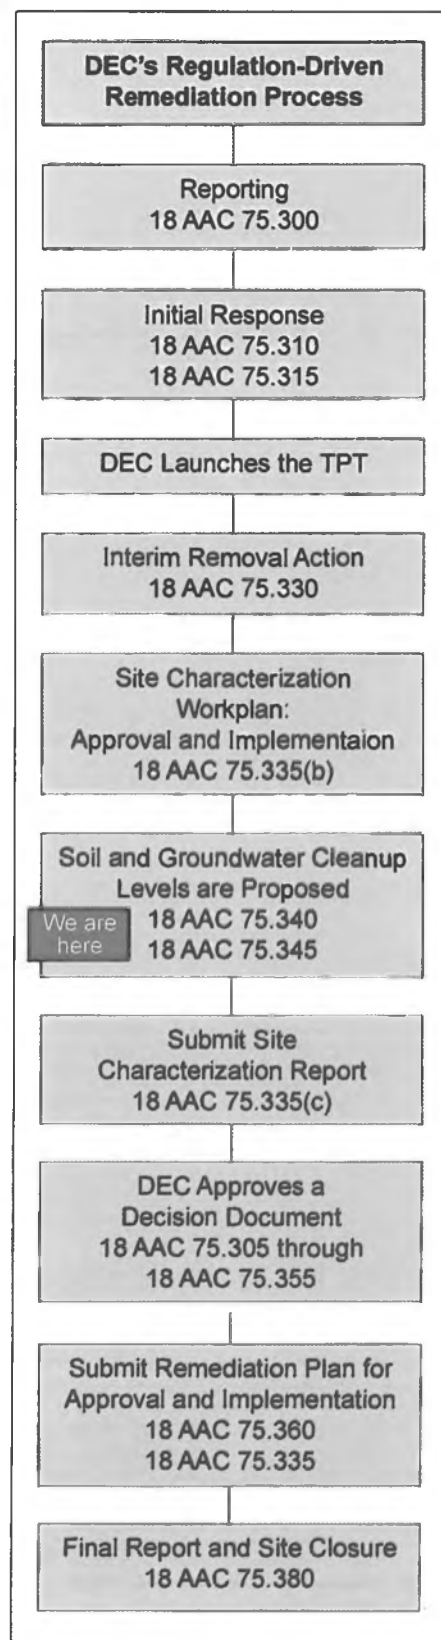 DEC's Regulation-Driven
Remediation Process
Reporting
18 AAC 75.300
Initial Response
18 AAC 75.310
18 AAC 75.315
DEC Launches the TPT
Interim Removal Action
18 AAC 75.330
Site Characterization
Workplan:
Approval and Implementaion
18 AAC 75.335(b)
Soil and Groundwater Cleanup
Levels are Proposed
18 AAC 75.340
18 AAC 75.345
We are
here
Submit Site
Characterization Report
18 AAC 75.335(c)
DEC Approves a
Decision Document
18 AAC 75.305 through
18 AAC 75.355
Submit Remediation Plan for
Approval and Implementation
18 AAC 75.360
18 AAC 75.335
Final Report and Site Closure
18 AAC 75.380